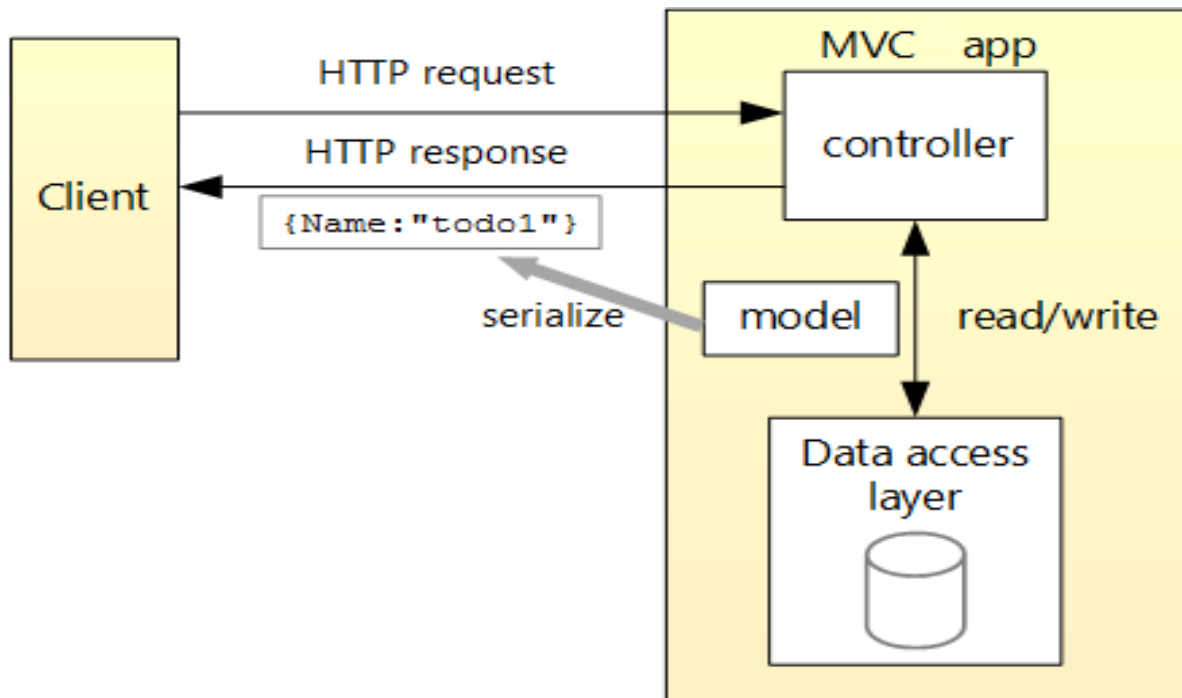 MVC app
HTTP request
controller
HTTP response
Client
{Name:"todo1"}
serialize
model
read/write
Data access
layer